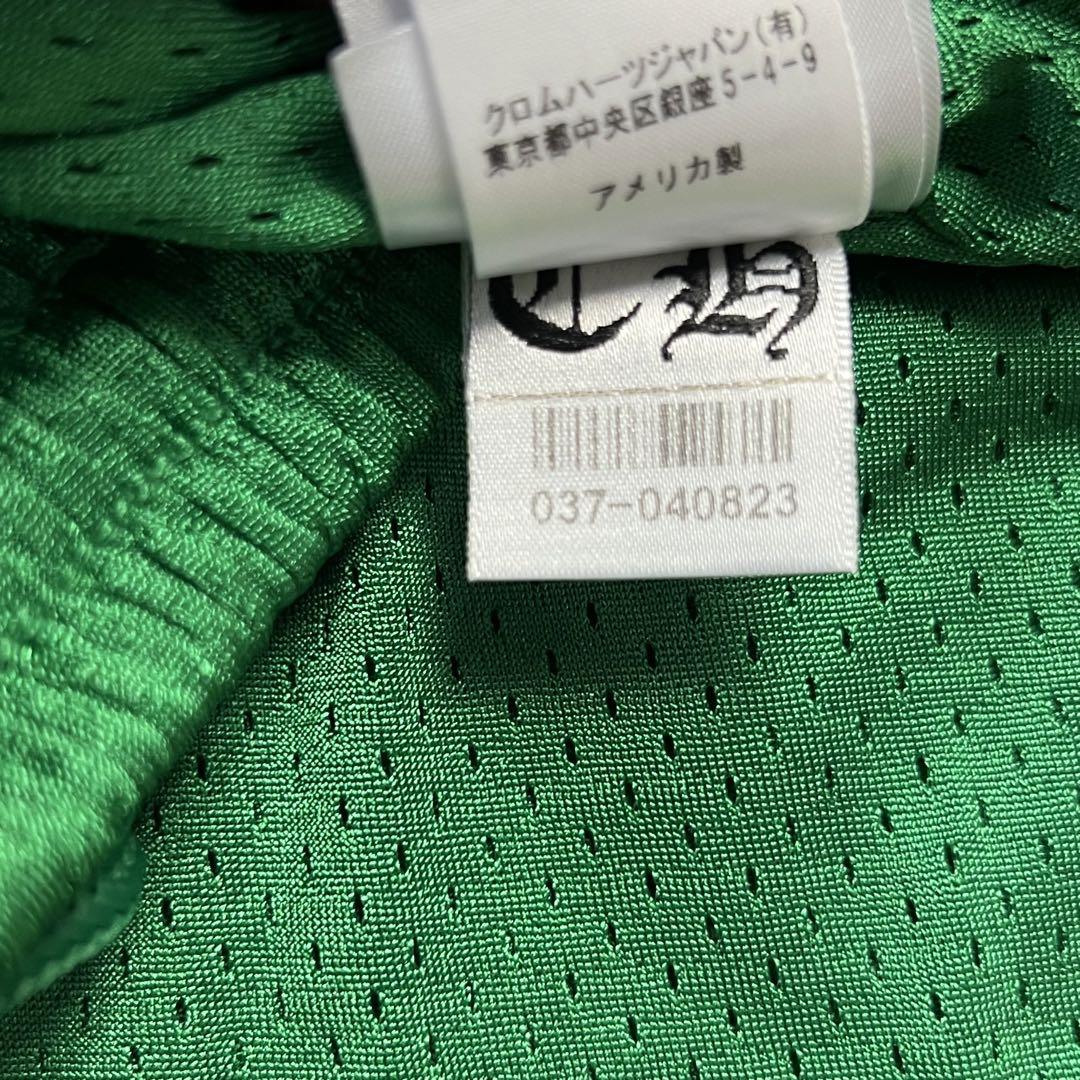 クロムハーツジャパン(有)
東京都中央区銀座5-4-9
アメリカ製
CH
037-040823